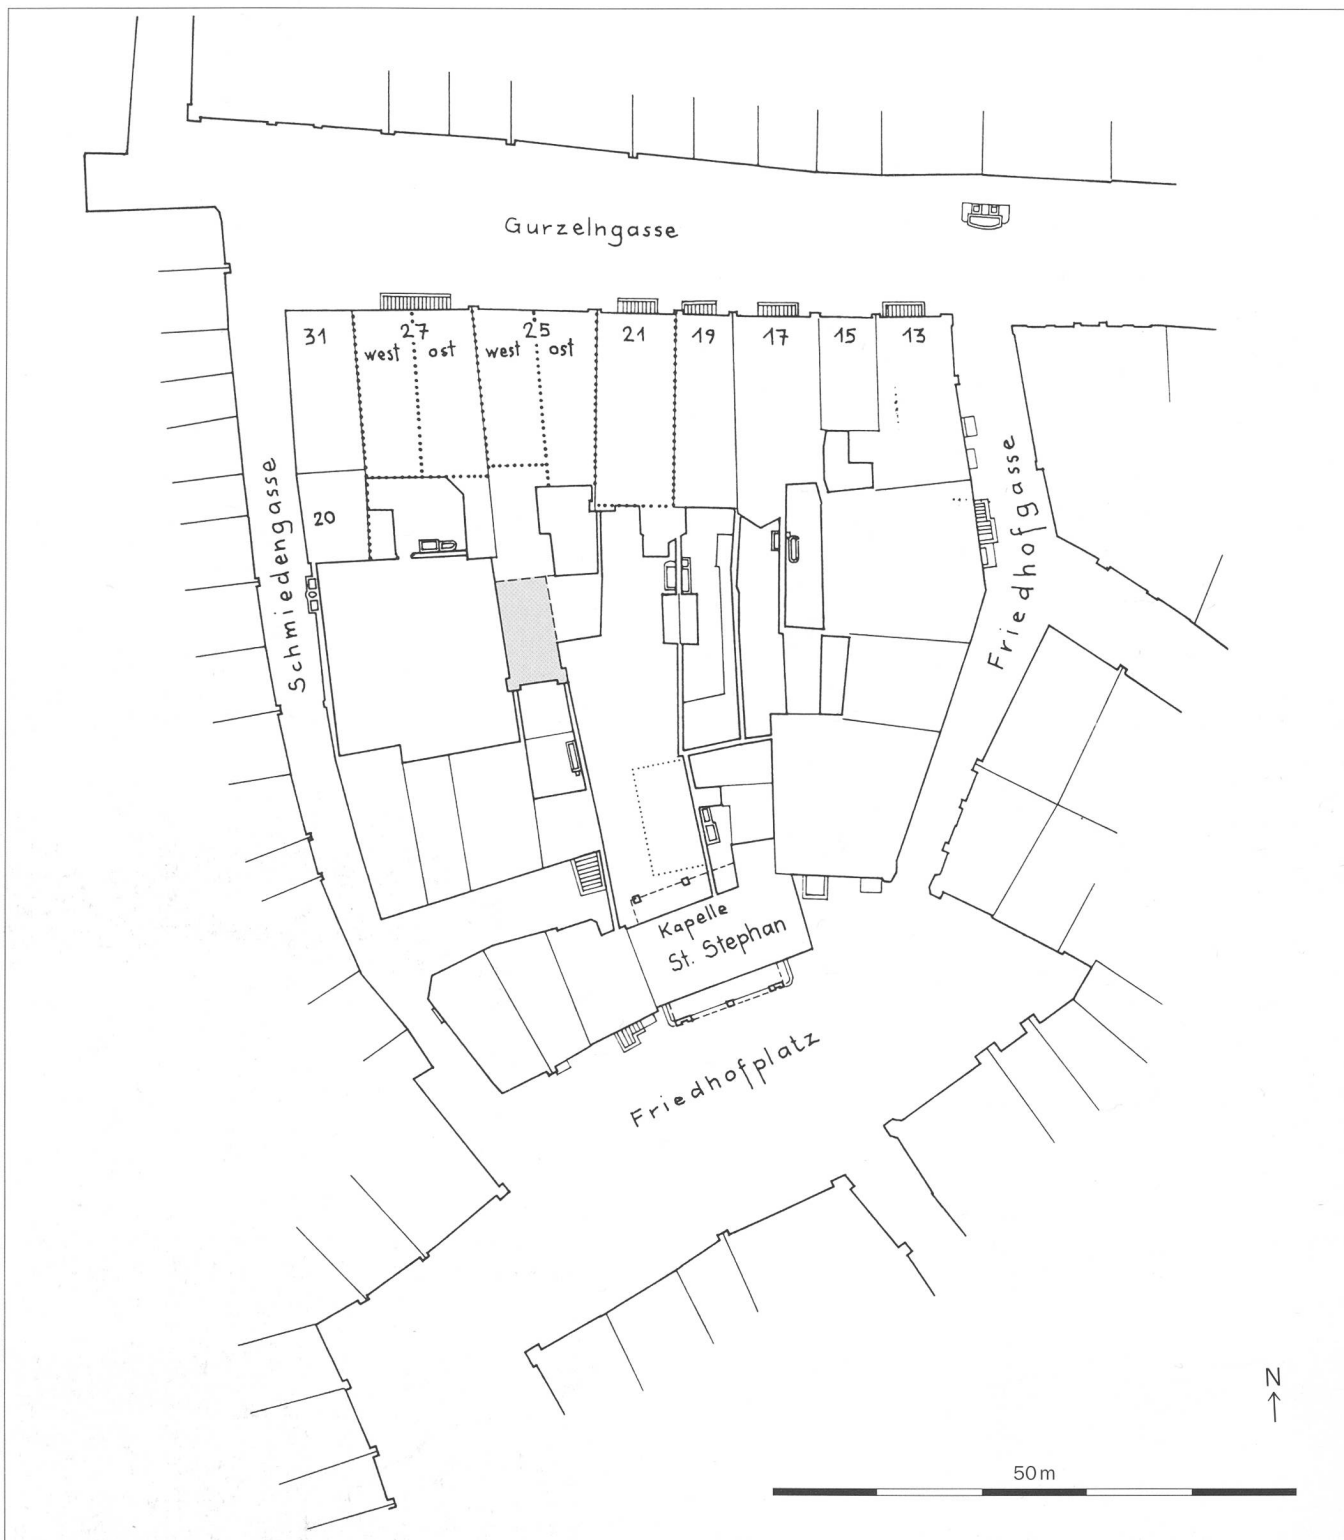 Gurzelngasse
31
27
west
ost
25
west
ost
21
19
17
15
13
20
Schmiedengasse
Friedhofgasse
Kapelle
St. Stephan
Friedhofplatz
N
50m